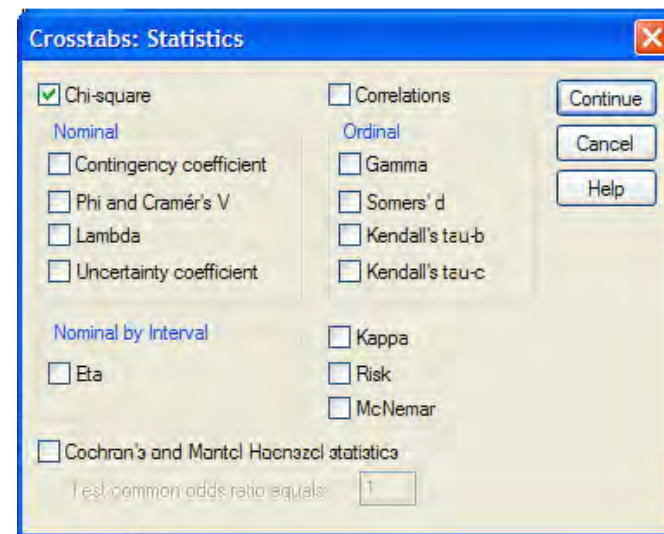 Crosstabs: Statistics
Chi-square
Correlations
Continue
Nominal
Ordinal
Cancel
Contingency coefficient
Gamma
Help
Phi and Cramér's V
Somers' d
Lambda
Kendall's tau-b
Uncertainty coefficient
Kendall's tau-c
Nominal by Interval
Kappa
Eta
Risk
McNemar
Cochran's and Mantel-Haenszel statistics
Test common odds ratio equals:
1